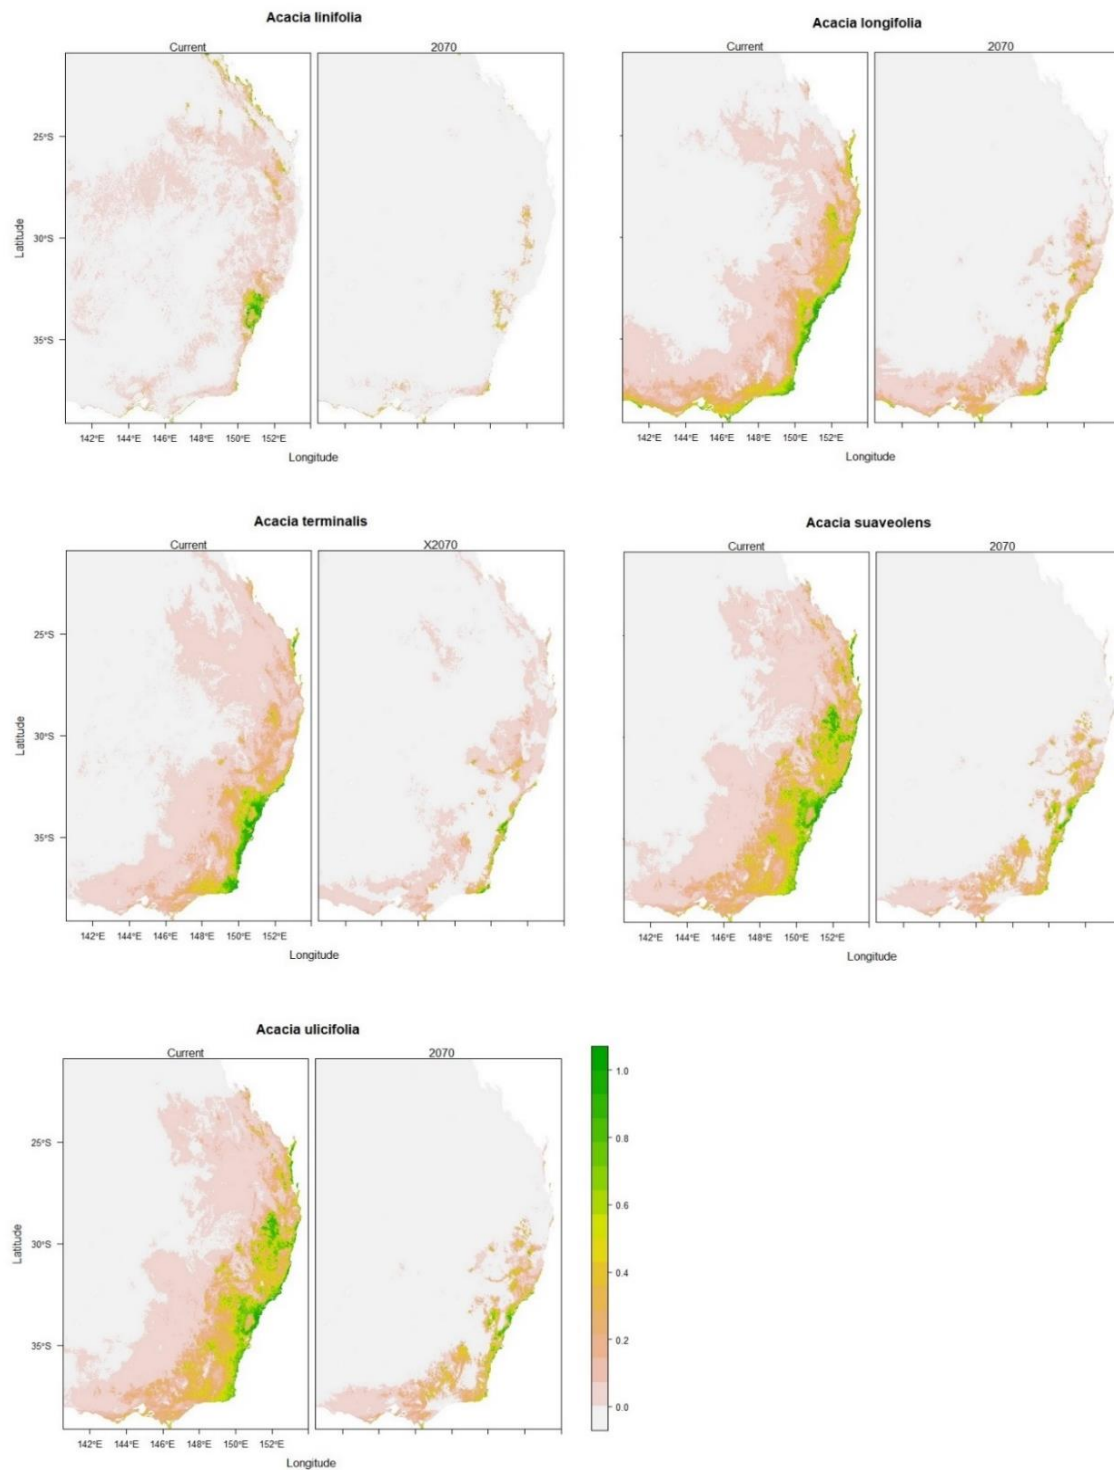 Acacia linifolia
Current 2070
25°S
30°S
35°S
Latitude
142°E 144°E 146°E 148°E 150°E 152°E
Longitude
Acacia longifolia
Current 2070
142°E 144°E 146°E 148°E 150°E 152°E
Longitude
Acacia terminalis
Current X2070
25°S
30°S
35°S
Latitude
142°E 144°E 146°E 148°E 150°E 152°E
Longitude
Acacia suaveolens
Current 2070
142°E 144°E 146°E 148°E 150°E 152°E
Longitude
Acacia ulicifolia
Current 2070
25°S
30°S
35°S
Latitude
142°E 144°E 146°E 148°E 150°E 152°E
Longitude
1.0
0.8
0.6
0.4
0.2
0.0